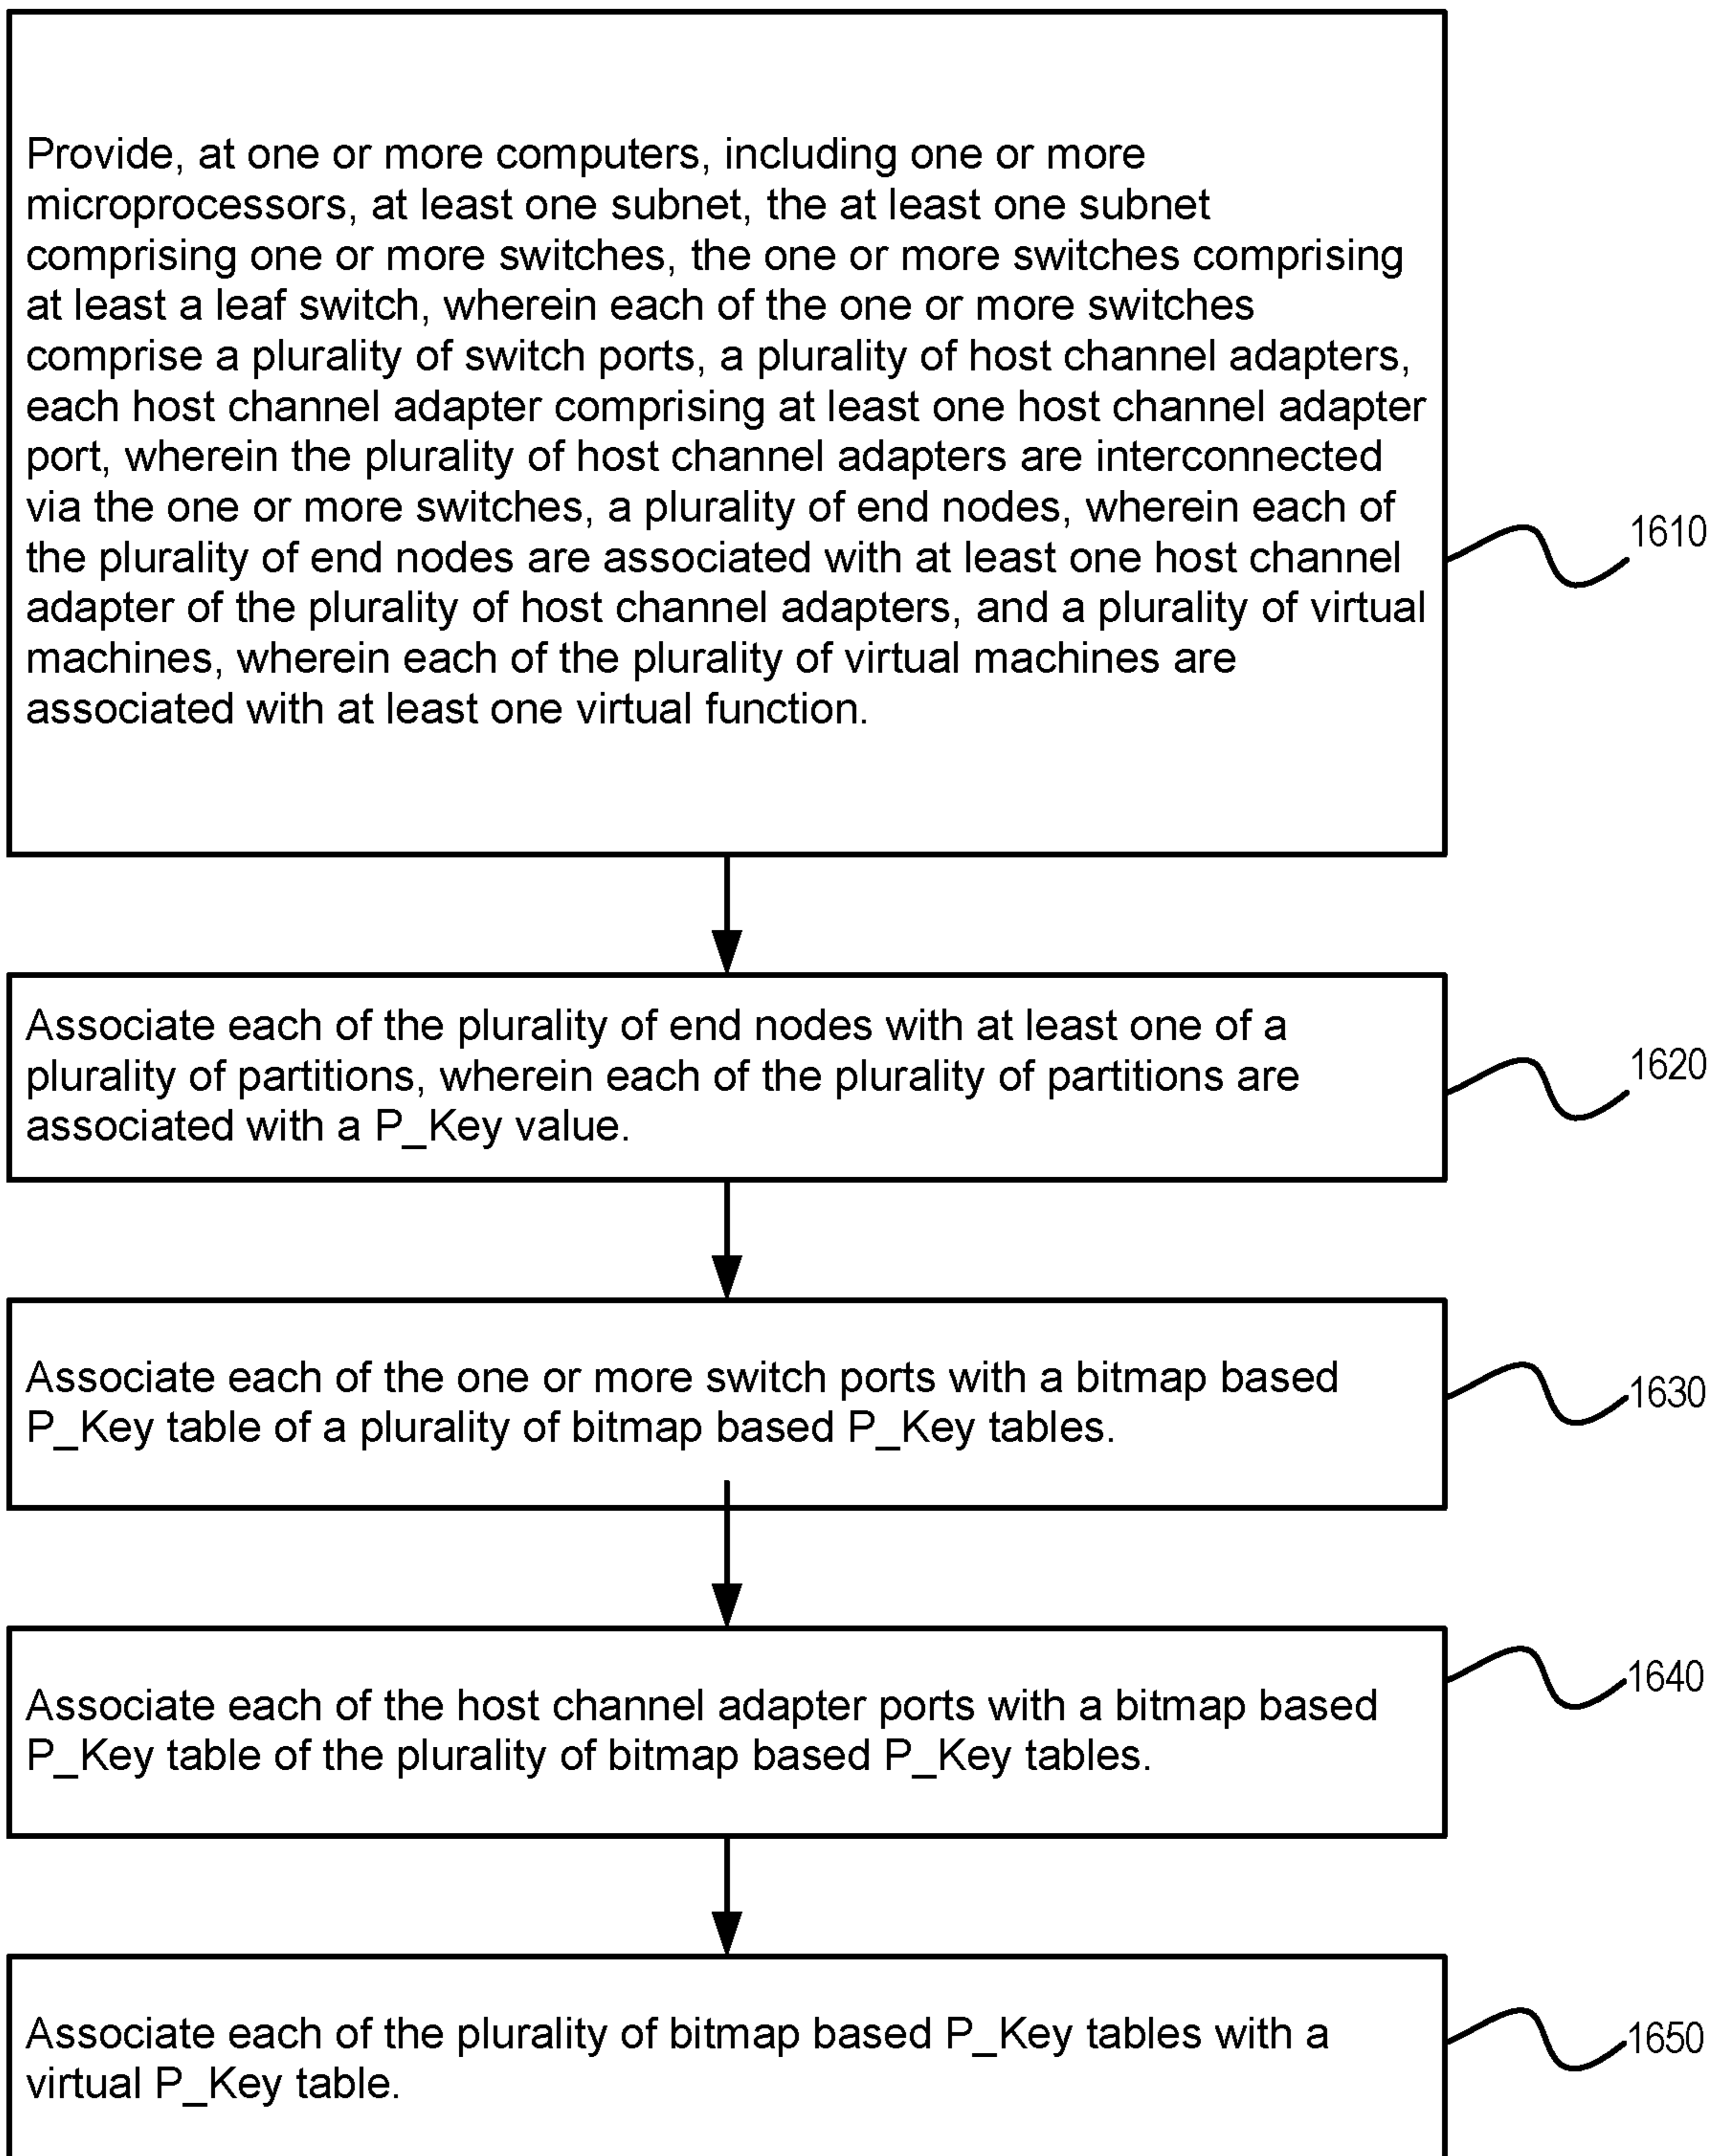 Provide, at one or more computers, including one or more
microprocessors, at least one subnet, the at least one subnet
comprising one or more switches, the one or more switches comprising
at least a leaf switch, wherein each of the one or more switches
comprise a plurality of switch ports, a plurality of host channel adapters,
each host channel adapter comprising at least one host channel adapter
port, wherein the plurality of host channel adapters are interconnected
via the one or more switches, a plurality of end nodes, wherein each of
the plurality of end nodes are associated with at least one host channel
adapter of the plurality of host channel adapters, and a plurality of virtual
machines, wherein each of the plurality of virtual machines are
associated with at least one virtual function.
1610
Associate each of the plurality of end nodes with at least one of a
plurality of partitions, wherein each of the plurality of partitions are
associated with a P_Key value.
1620
Associate each of the one or more switch ports with a bitmap based
P_Key table of a plurality of bitmap based P_Key tables.
1630
Associate each of the host channel adapter ports with a bitmap based
P_Key table of the plurality of bitmap based P_Key tables.
1640
Associate each of the plurality of bitmap based P_Key tables with a
virtual P_Key table.
1650